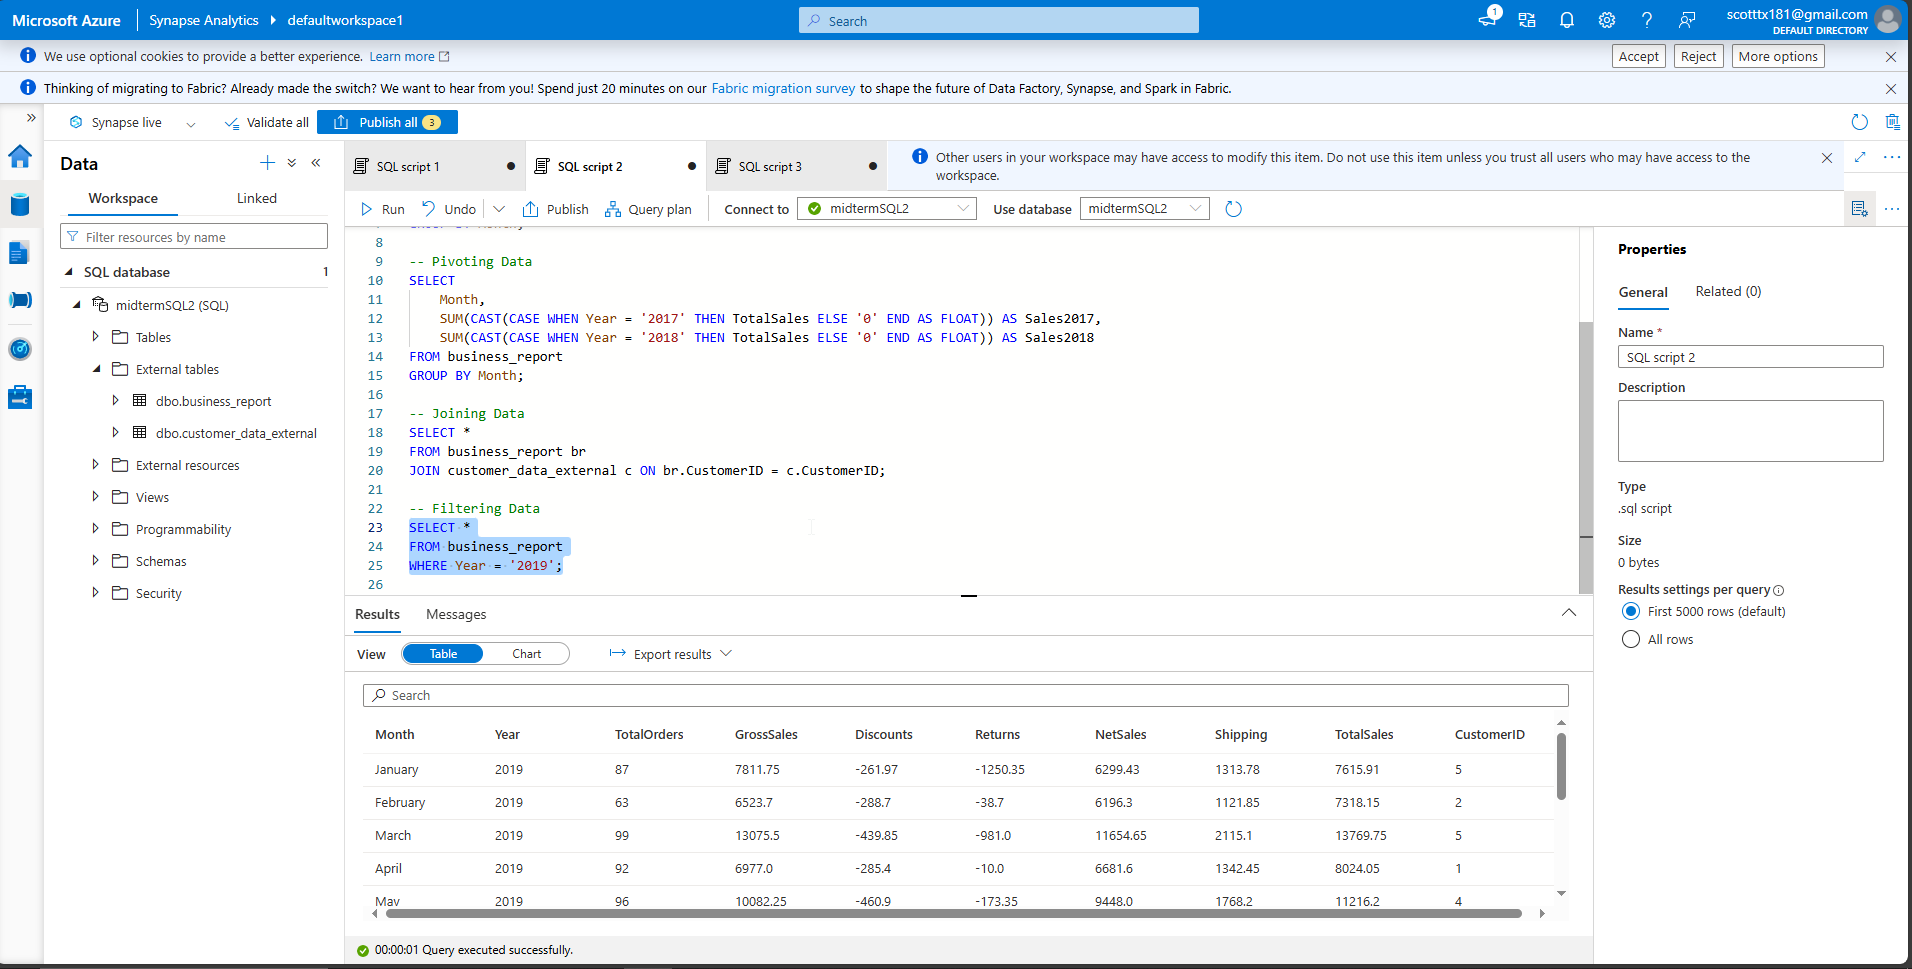 Microsoft Azure
Synapse Analytics
defaultworkspace1
Search
1
scotttx181@gmail.com
DEFAULT DIRECTORY
We use optional cookies to provide a better experience. Learn more
Accept
Reject
More options
Thinking of migrating to Fabric? Already made the switch? We want to hear from you! Spend just 20 minutes on our Fabric migration survey to shape the future of Data Factory, Synapse, and Spark in Fabric.
Synapse live
Validate all
Publish all 3
Data
Workspace
Linked
Filter resources by name
SQL database 1
midtermSQL2 (SQL)
Tables
External tables
dbo.business_report
dbo.customer_data_external
External resources
Views
Programmability
Schemas
Security
SQL script 1
SQL script 2
SQL script 3
Other users in your workspace may have access to modify this item. Do not use this item unless you trust all users who may have access to the
workspace.
Run
Undo
Publish
Query plan
Connect to midtermSQL2
Use database midtermSQL2
8
9 -- Pivoting Data
10 SELECT
11 Month,
12 SUM(CAST(CASE WHEN Year = '2017' THEN TotalSales ELSE '0' END AS FLOAT)) AS Sales2017,
13 SUM(CAST(CASE WHEN Year = '2018' THEN TotalSales ELSE '0' END AS FLOAT)) AS Sales2018
14 FROM business_report
15 GROUP BY Month;
16
17 -- Joining Data
18 SELECT *
19 FROM business_report br
20 JOIN customer_data_external c ON br.CustomerID = c.CustomerID;
21
22 -- Filtering Data
23 SELECT *
24 FROM business_report
25 WHERE Year = '2019';
26
Results
Messages
View
Table
Chart
Export results
Search
Month Year TotalOrders GrossSales Discounts Returns NetSales Shipping TotalSales CustomerID
January 2019 87 7811.75 -261.97 -1250.35 6299.43 1313.78 7615.91 5
February 2019 63 6523.7 -288.7 -38.7 6196.3 1121.85 7318.15 2
March 2019 99 13075.5 -439.85 -981.0 11654.65 2115.1 13769.75 5
April 2019 92 6977.0 -285.4 -10.0 6681.6 1342.45 8024.05 1
May 2019 96 10082.25 -460.9 -173.35 9448.0 1768.2 11216.2 4
00:00:01 Query executed successfully.
Properties
General
Related (0)
Name *
SQL script 2
Description
Type
.sql script
Size
0 bytes
Results settings per query
First 5000 rows (default)
All rows